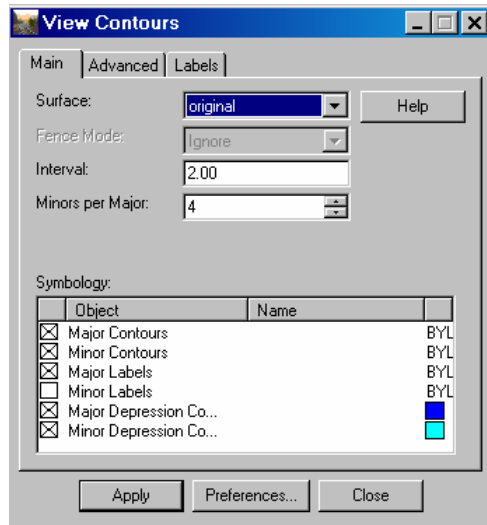 View Contours
Main Advanced Labels
Surface: original Help
Fence Mode: Ignore
Interval: 2.00
Minors per Major: 4
Symbology:
Object Name
Major Contours BYL
Minor Contours BYL
Major Labels BYL
Minor Labels BYL
Major Depression Co...
Minor Depression Co...
Apply Preferences... Close